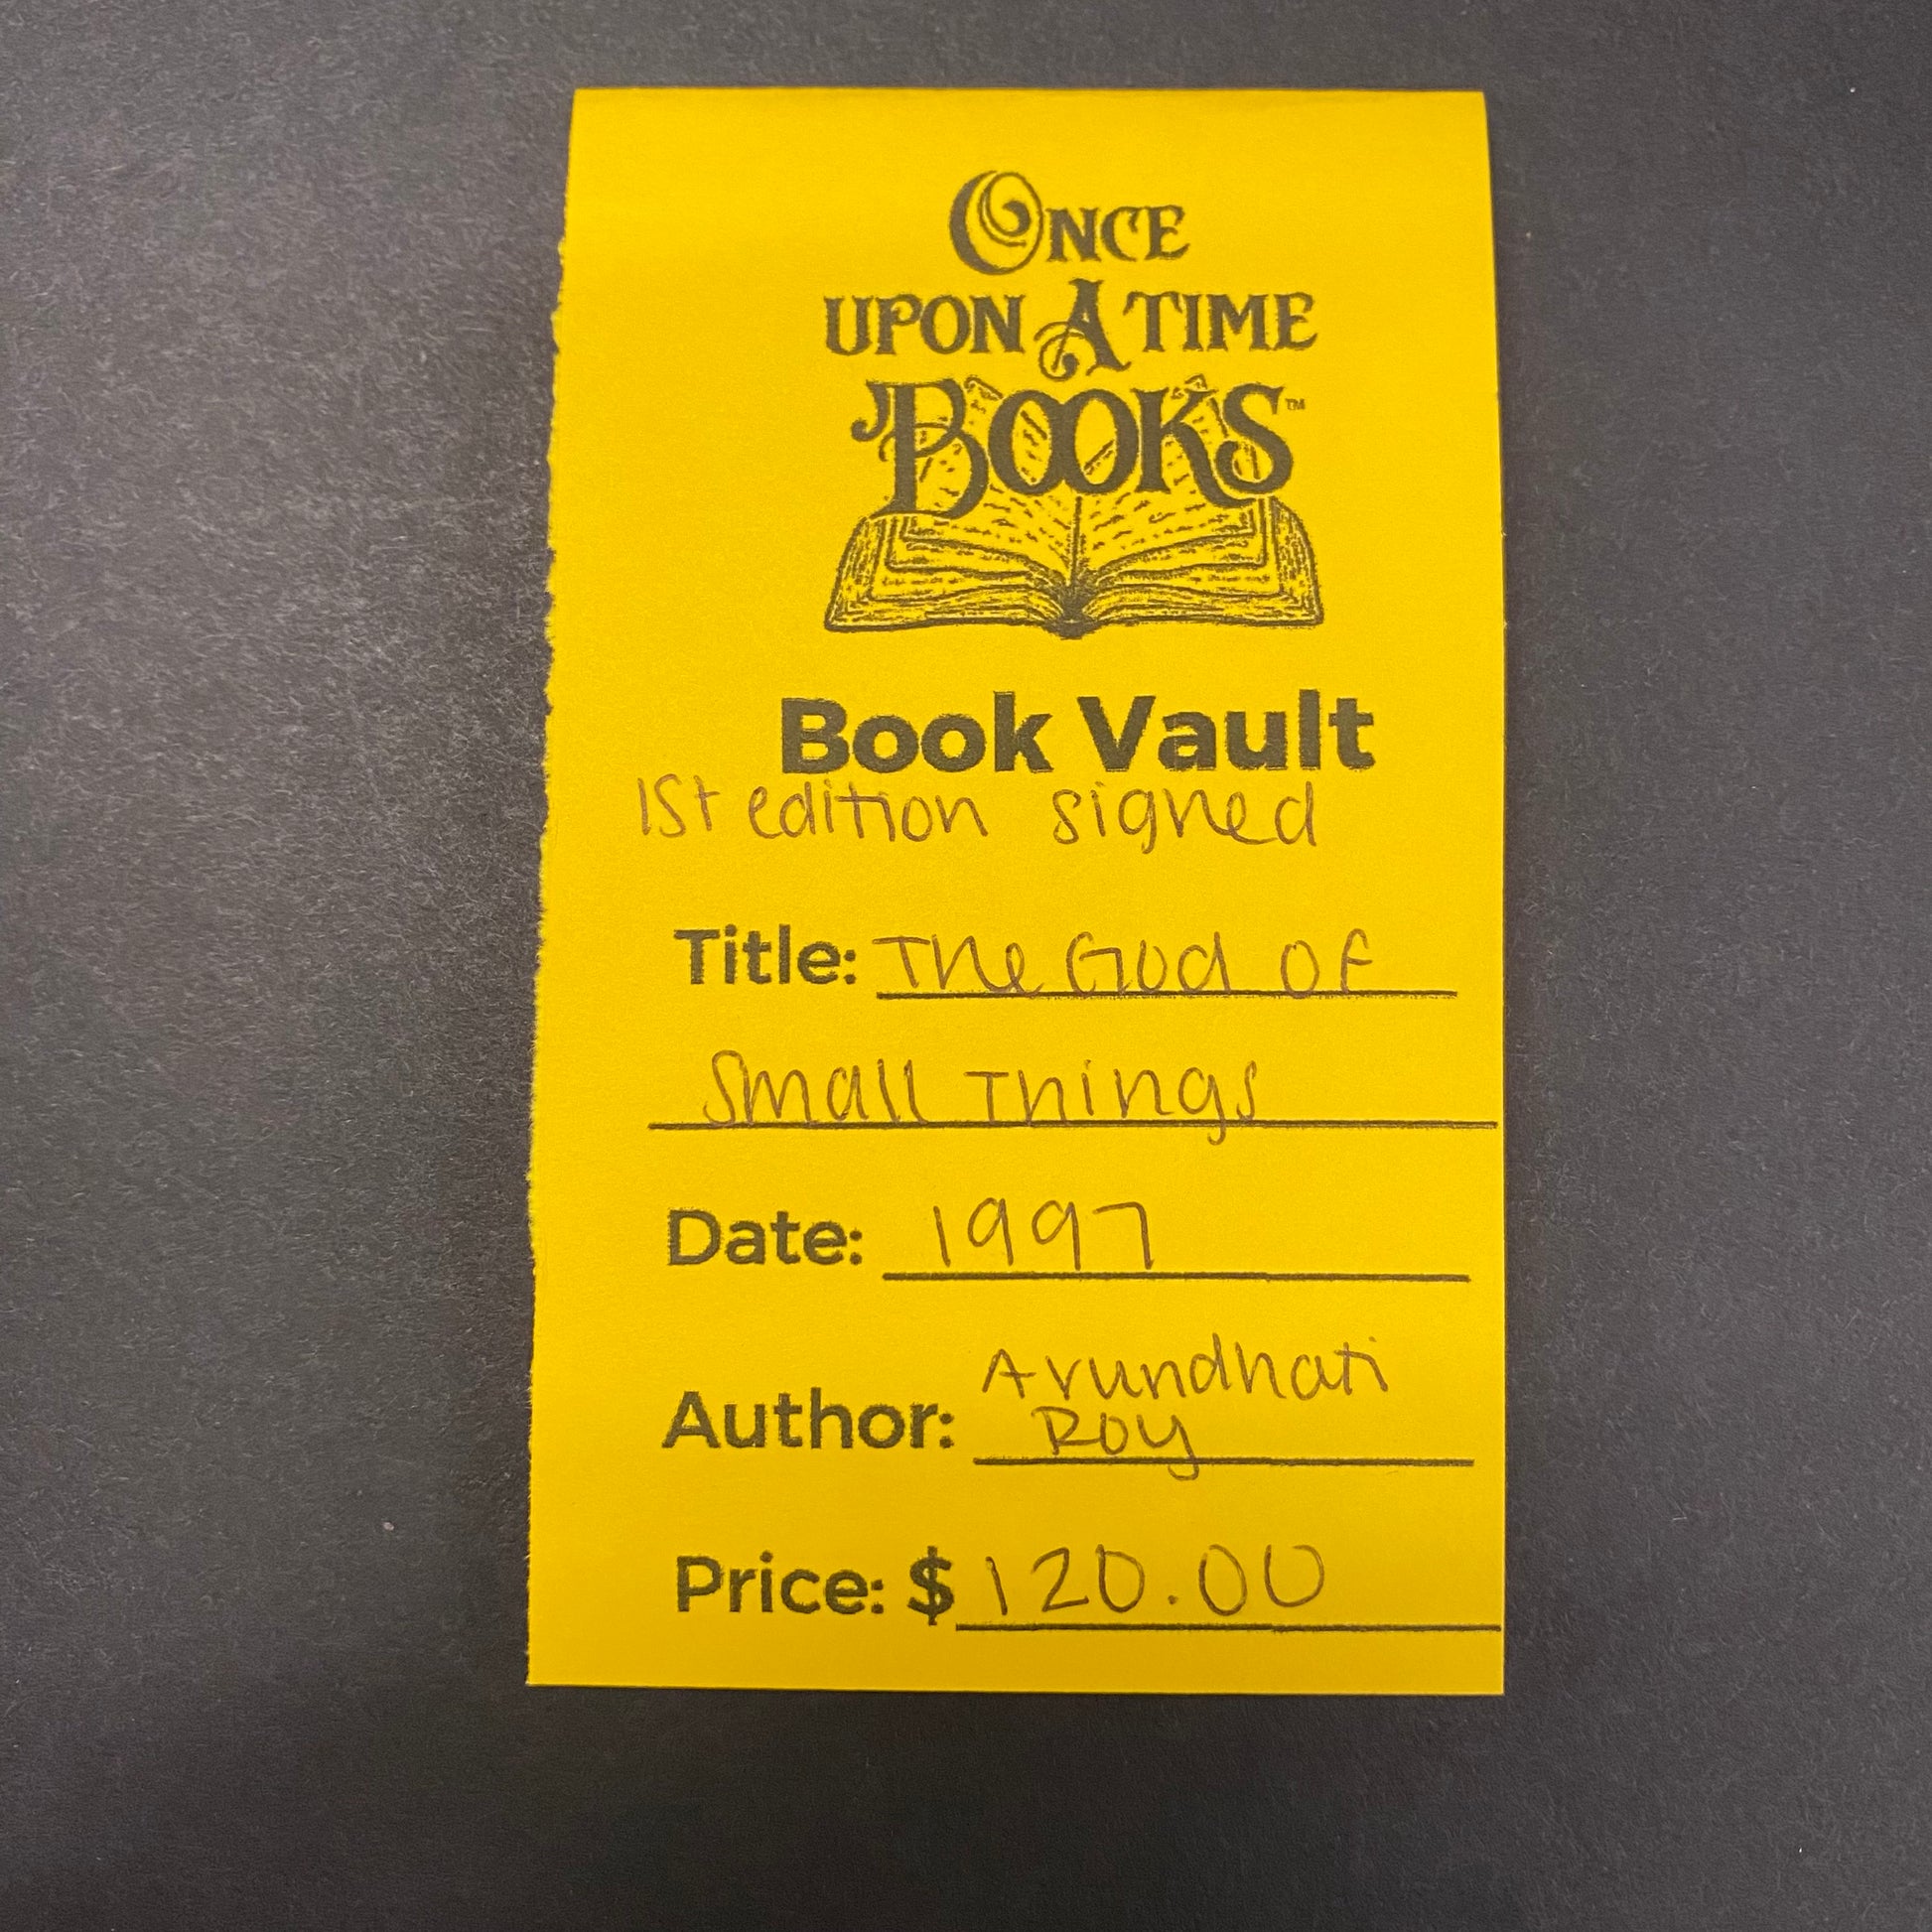 ONCE
UPON A TIME
BOOKS™
Book Vault
1st edition signed
Title: The God of
Small Things
Date: 1997
Arundhati
Author: Roy
Price: $120.00